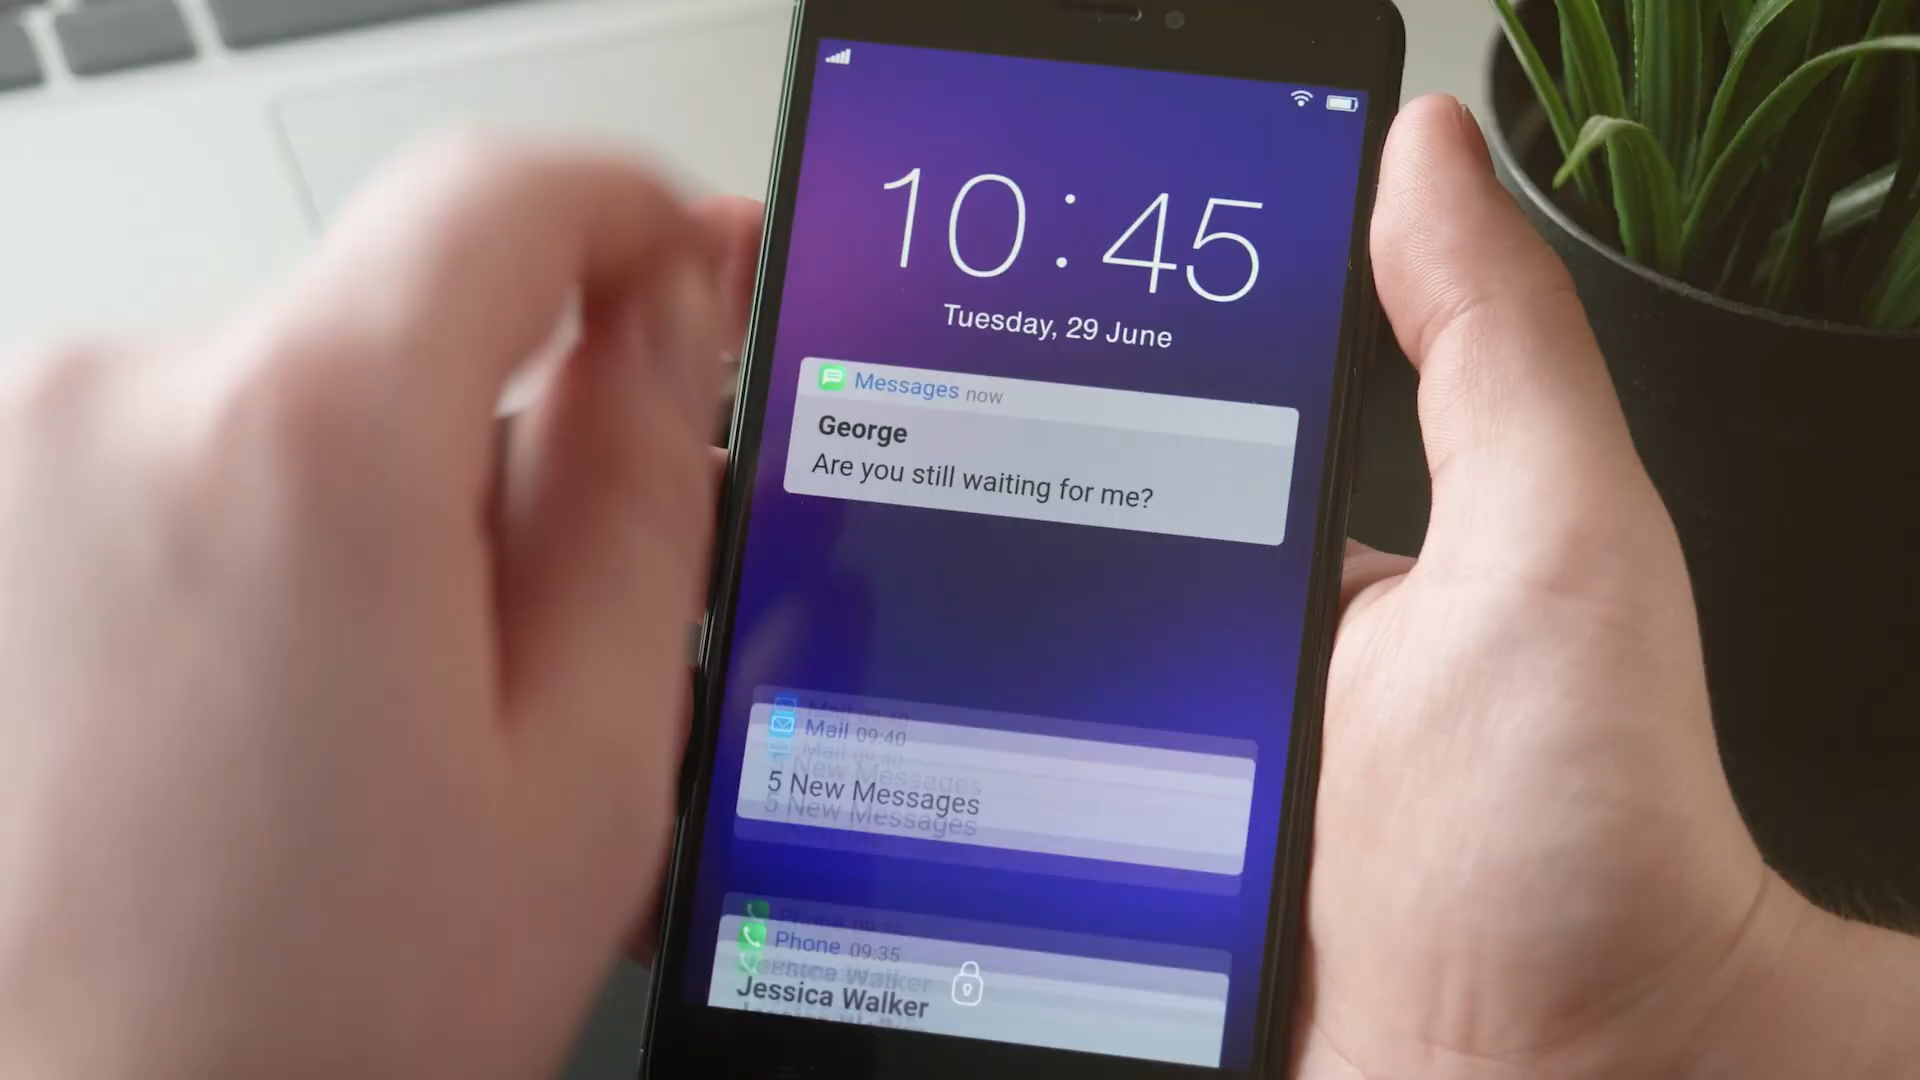 10:45
Tuesday, 29 June
Messages now
George
Are you still waiting for me?
Mail 09:40
5 New Messages
Phone 09:35
Jessica Walker